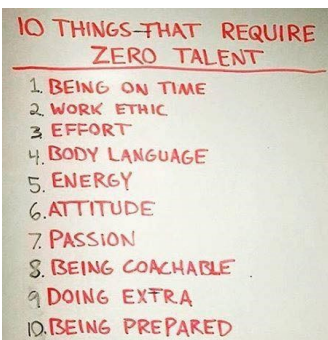 10 THINGS THAT REQUIRE
ZERO TALENT
1. BEING ON TIME
2. WORK ETHIC
3 EFFORT
4. BODY LANGUAGE
5. ENERGY
6. ATTITUDE
7. PASSION
8. BEING COACHABLE
9 DOING EXTRA
10. BEING PREPARED